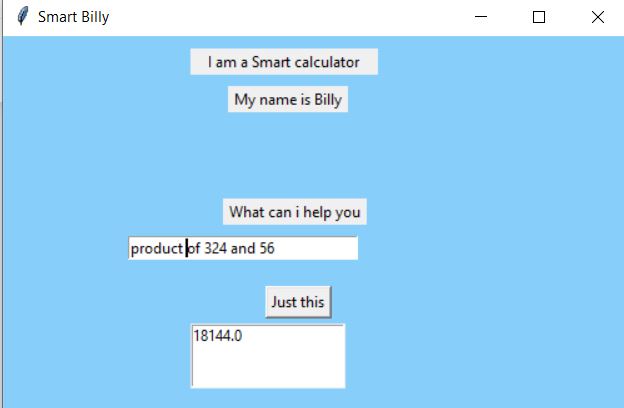 Smart Billy
I am a Smart calculator
My name is Billy
What can i help you
product of 324 and 56
Just this
18144.0